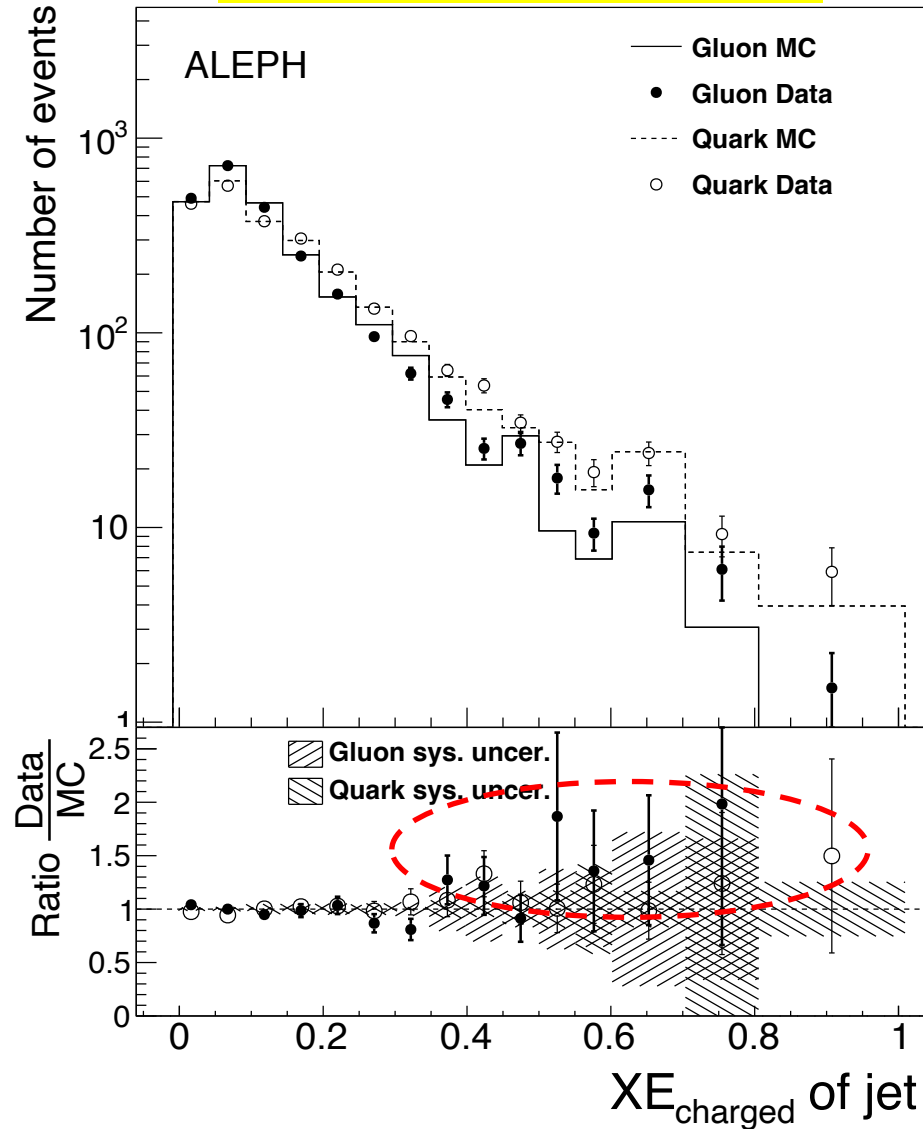 ALEPH
Gluon MC
Gluon Data
Quark MC
Quark Data
Number of events
10³
10²
10
1
Gluon sys. uncer.
Quark sys. uncer.
Ratio Data/MC
2.5
2
1.5
1
0.5
0
0 0.2 0.4 0.6 0.8 1
XE_charged of jet